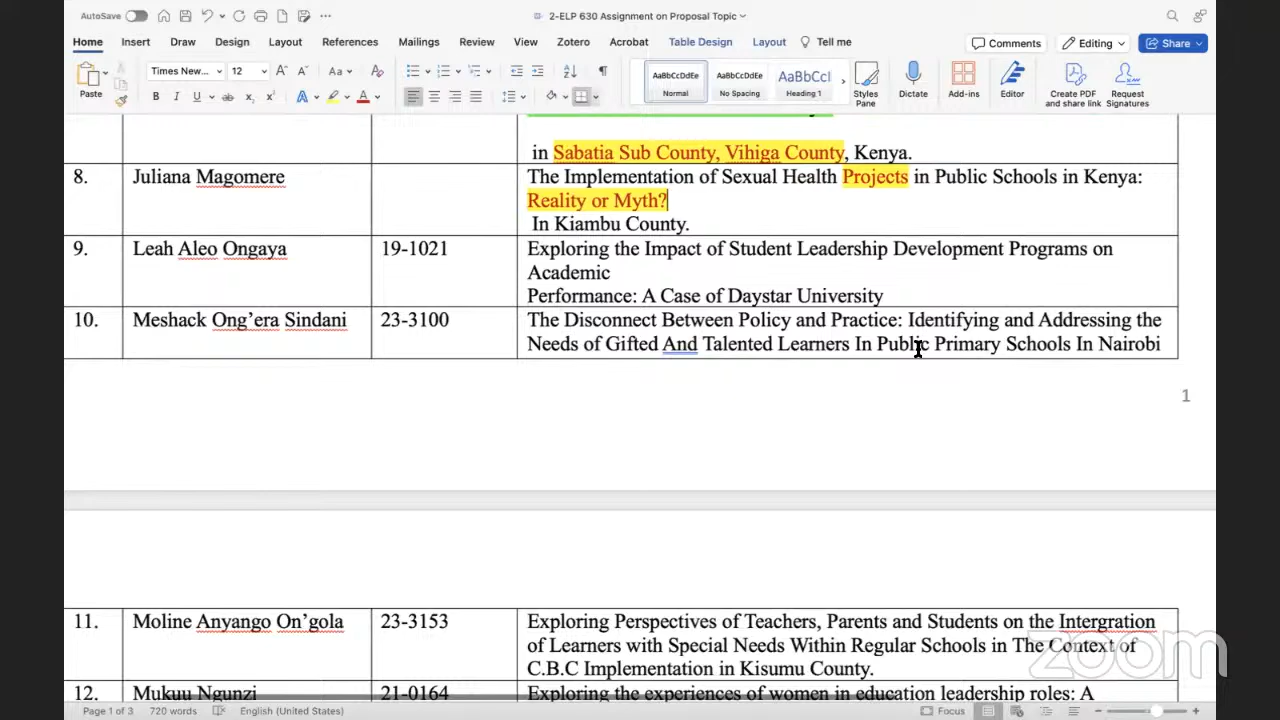 AutoSave
2-ELP 630 Assignment on Proposal Topic
Home Insert Draw Design Layout References Mailings Review View Zotero Acrobat Table Design Layout Tell me
Comments Editing Share
Paste
Times New... 12
AaBbCcDdEe AaBbCcDdEe AaBbCcI
Normal No Spacing Heading 1
Styles Pane
Dictate
Add-ins
Editor
Create PDF and share link
Request Signatures
in Sabatia Sub County, Vihiga County, Kenya.
8. Juliana Magomere The Implementation of Sexual Health Projects in Public Schools in Kenya:
Reality or Myth?
In Kiambu County.
9. Leah Aleo Ongaya 19-1021 Exploring the Impact of Student Leadership Development Programs on
Academic
Performance: A Case of Daystar University
10. Meshack Ong’era Sindani 23-3100 The Disconnect Between Policy and Practice: Identifying and Addressing the
Needs of Gifted And Talented Learners In Public Primary Schools In Nairobi
1
11. Moline Anyango On’gola 23-3153 Exploring Perspectives of Teachers, Parents and Students on the Intergration
of Learners with Special Needs Within Regular Schools in The Context of
C.B.C Implementation in Kisumu County.
12. Mukuu Ngunzi 21-0164 Exploring the experiences of women in education leadership roles: A
zoom
Page 1 of 3 720 words English (United States) Focus